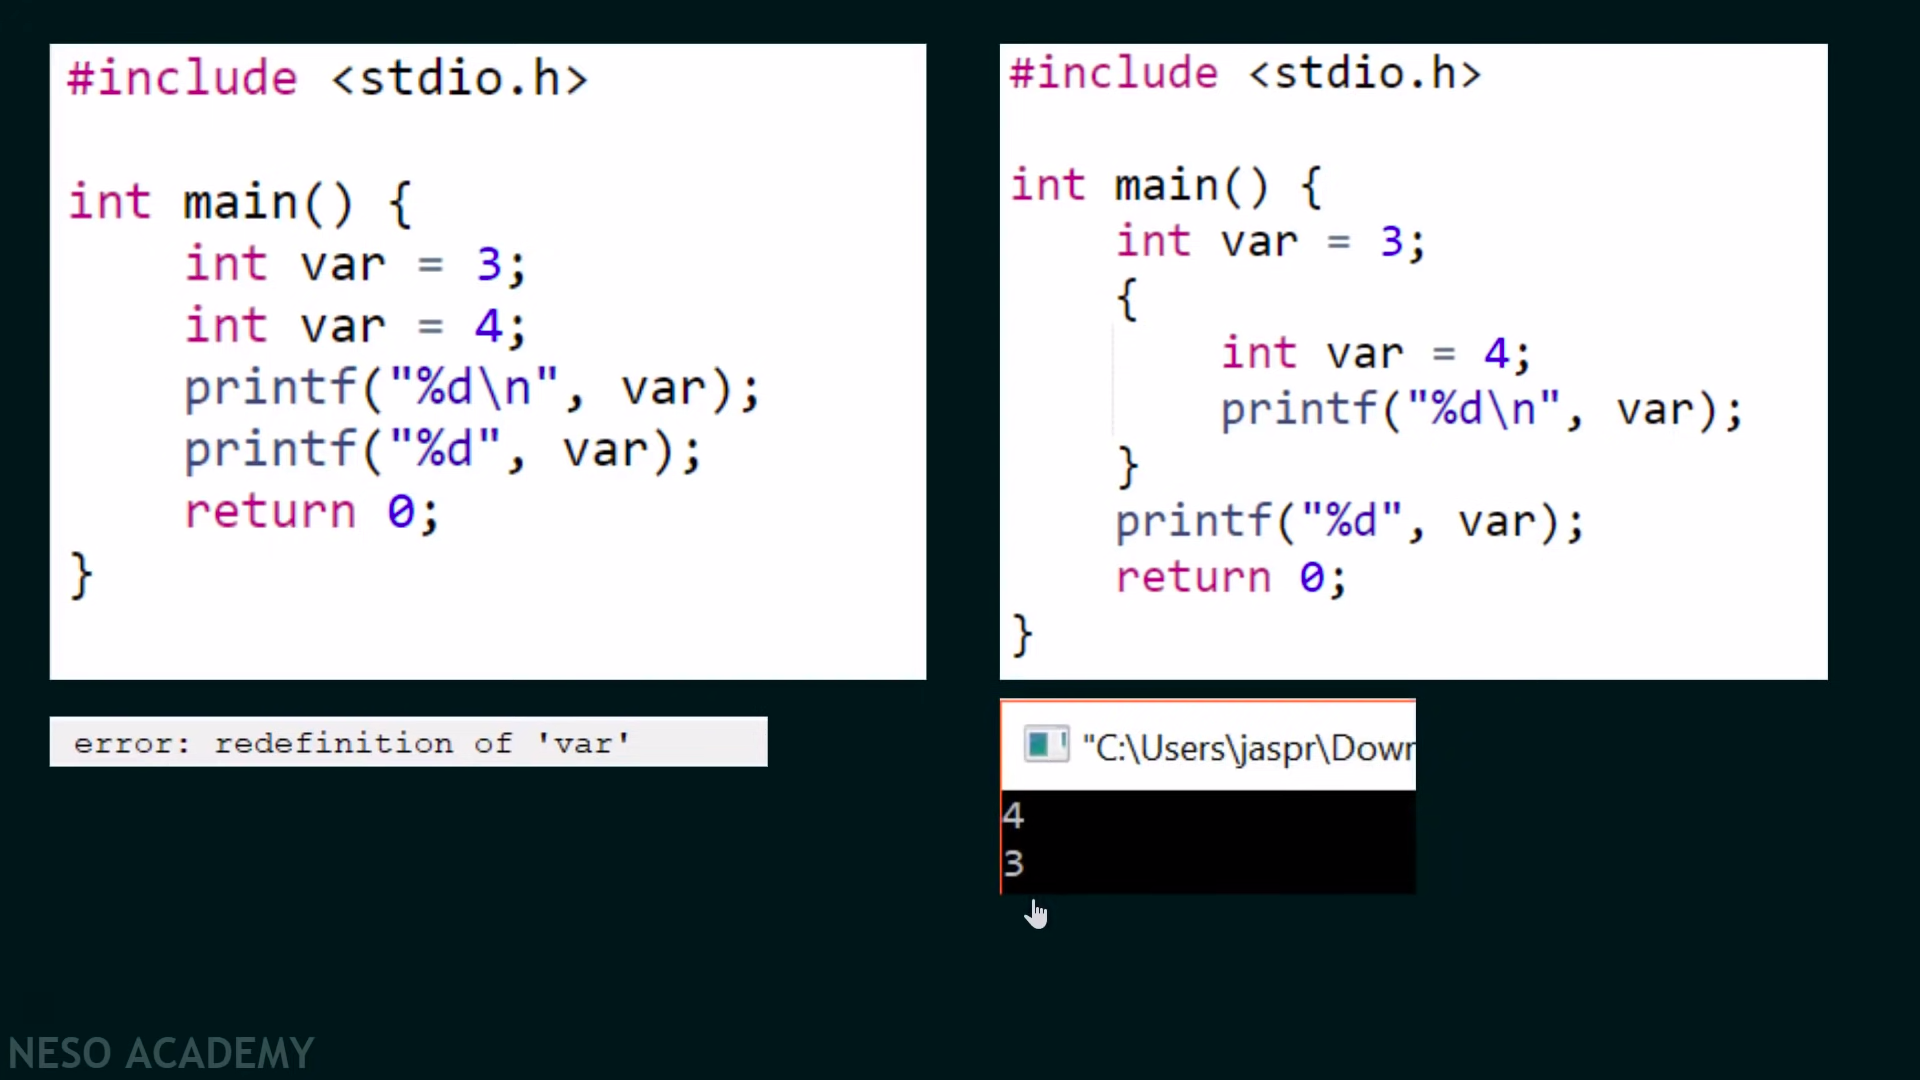 #include <stdio.h>
int main() {
    int var = 3;
    int var = 4;
    printf("%d\n", var);
    printf("%d", var);
    return 0;
}
error: redefinition of 'var'
#include <stdio.h>
int main() {
    int var = 3;
    {
        int var = 4;
        printf("%d\n", var);
    }
    printf("%d", var);
    return 0;
}
"C:\Users\jaspr\Down
4
3
NESO ACADEMY